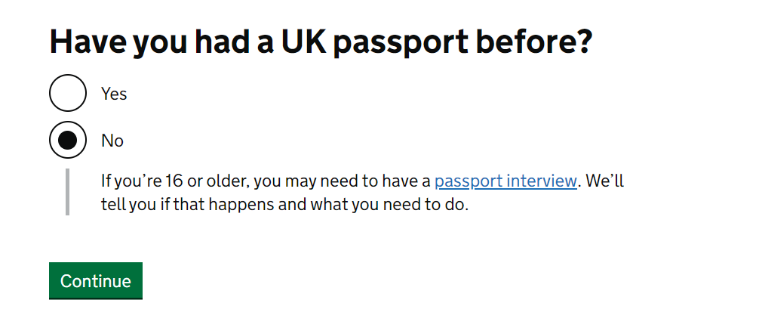 Have you had a UK passport before?
Yes
No
If you’re 16 or older, you may need to have a passport interview. We’ll
tell you if that happens and what you need to do.
Continue